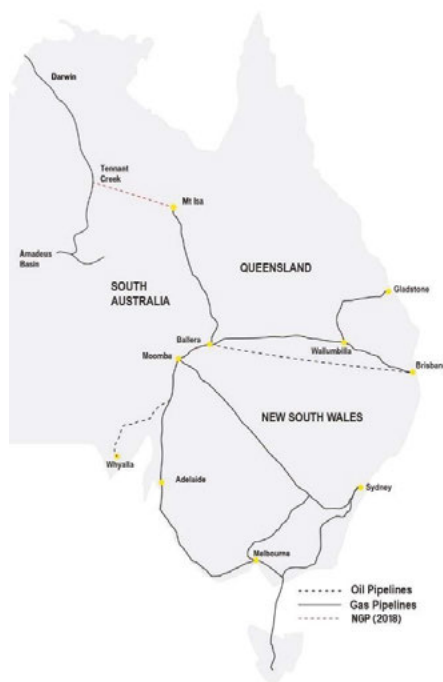 Darwin
Tennant
Creek
Mt Isa
Amadeus
Basin
SOUTH
AUSTRALIA
QUEENSLAND
Gladstone
Ballera
Wallumbilla
Moomba
Brisban
NEW SOUTH WALES
Whyalla
Adelaide
Sydney
Melbourne
Oil Pipelines
Gas Pipelines
NGP (2018)